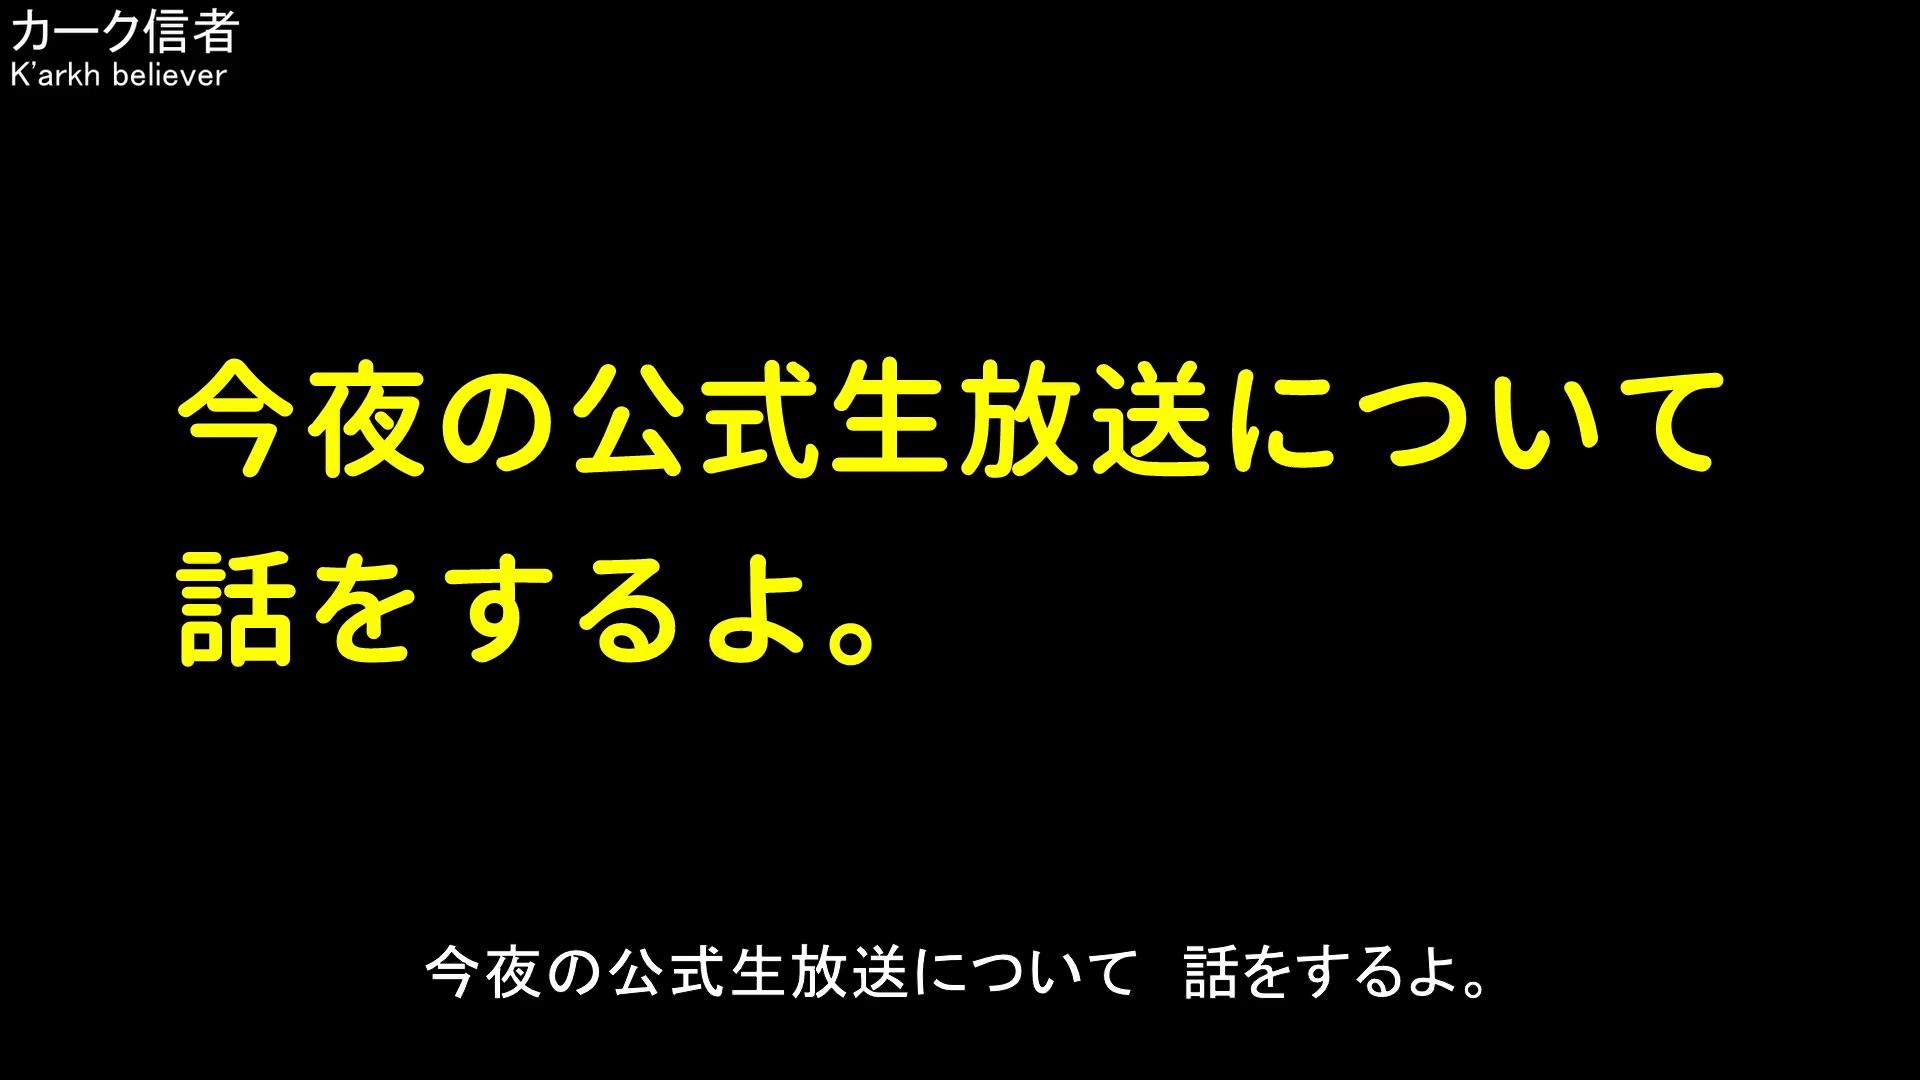 カーク信者
K'arkh believer
今夜の公式生放送について
話をするよ。
今夜の公式生放送について　話をするよ。